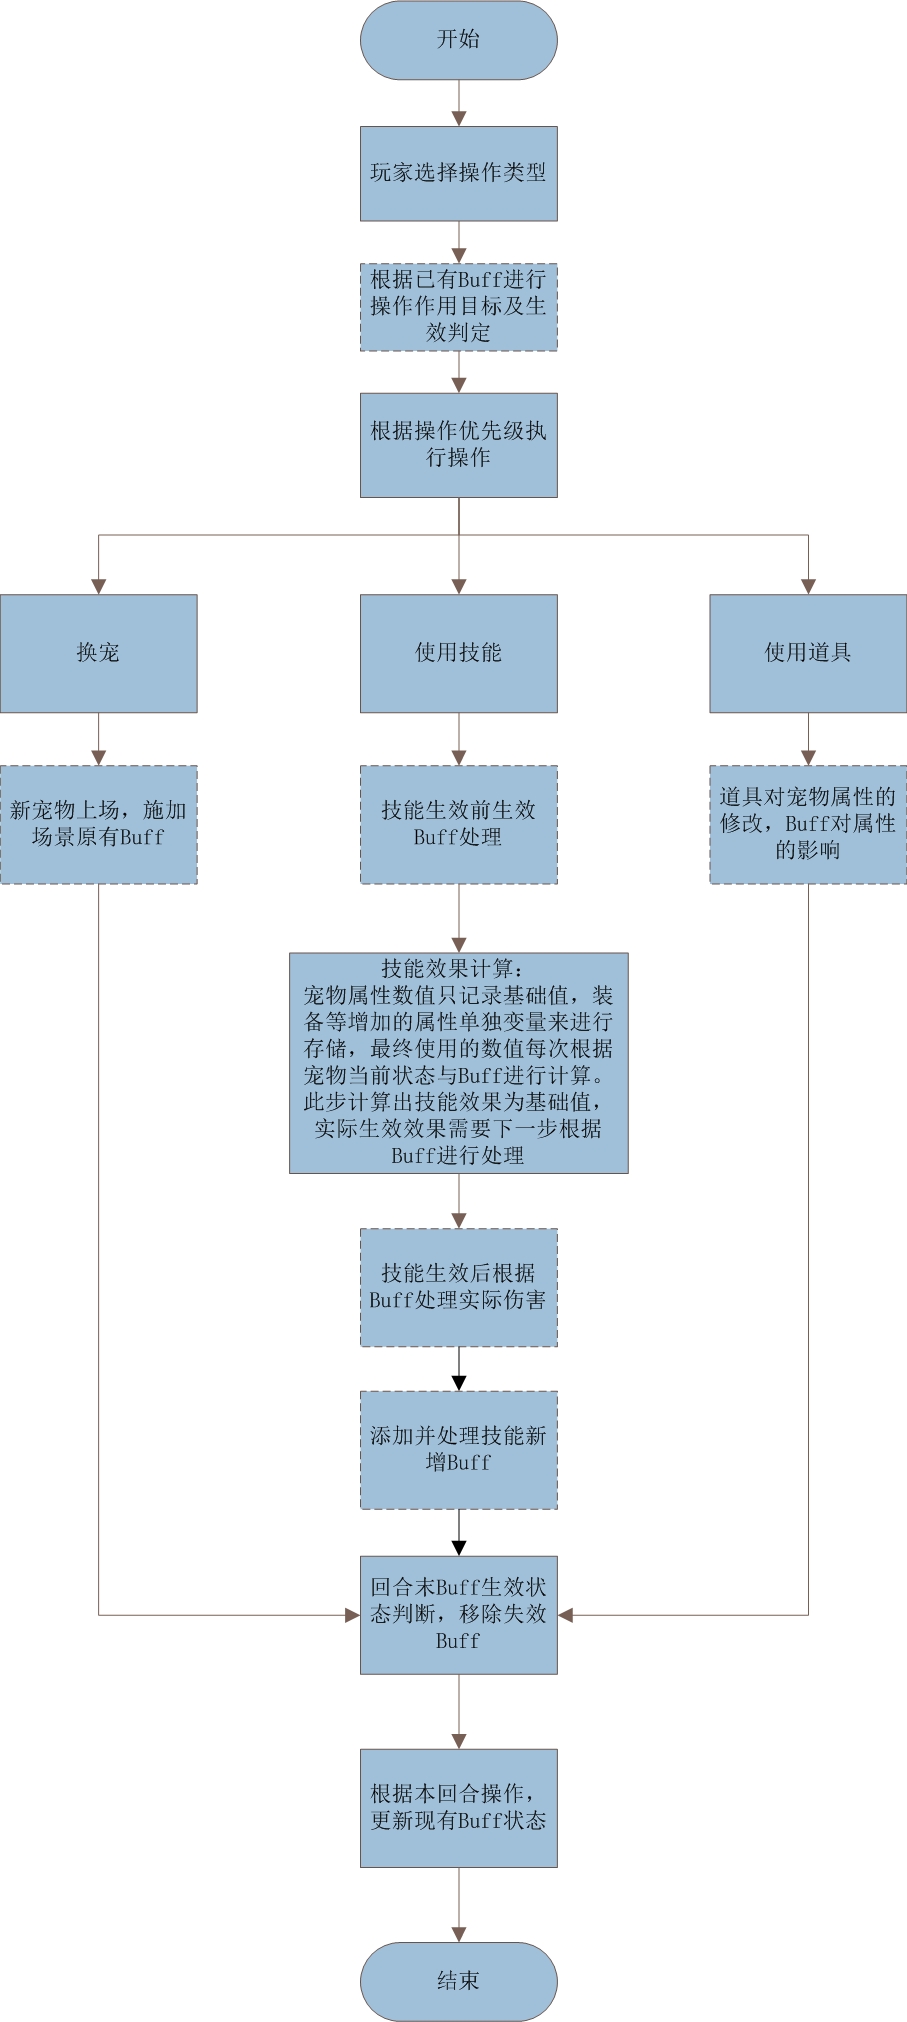 开始
玩家选择操作类型
根据已有Buff进行
操作作用目标及生
效判定
根据操作优先级执
行操作
换宠
使用技能
使用道具
新宠物上场，施加
场景原有Buff
技能生效前生效
Buff处理
道具对宠物属性的
修改，Buff对属性
的影响
技能效果计算：
宠物属性数值只记录基础值，装
备等增加的属性单独变量来进行
存储，最终使用的数值每次根据
宠物当前状态与Buff进行计算。
此步计算出技能效果为基础值，
实际生效效果需要下一步根据
Buff进行处理
技能生效后根据
Buff处理实际伤害
添加并处理技能新
增Buff
回合末Buff生效状
态判断，移除失效
Buff
根据本回合操作，
更新现有Buff状态
结束